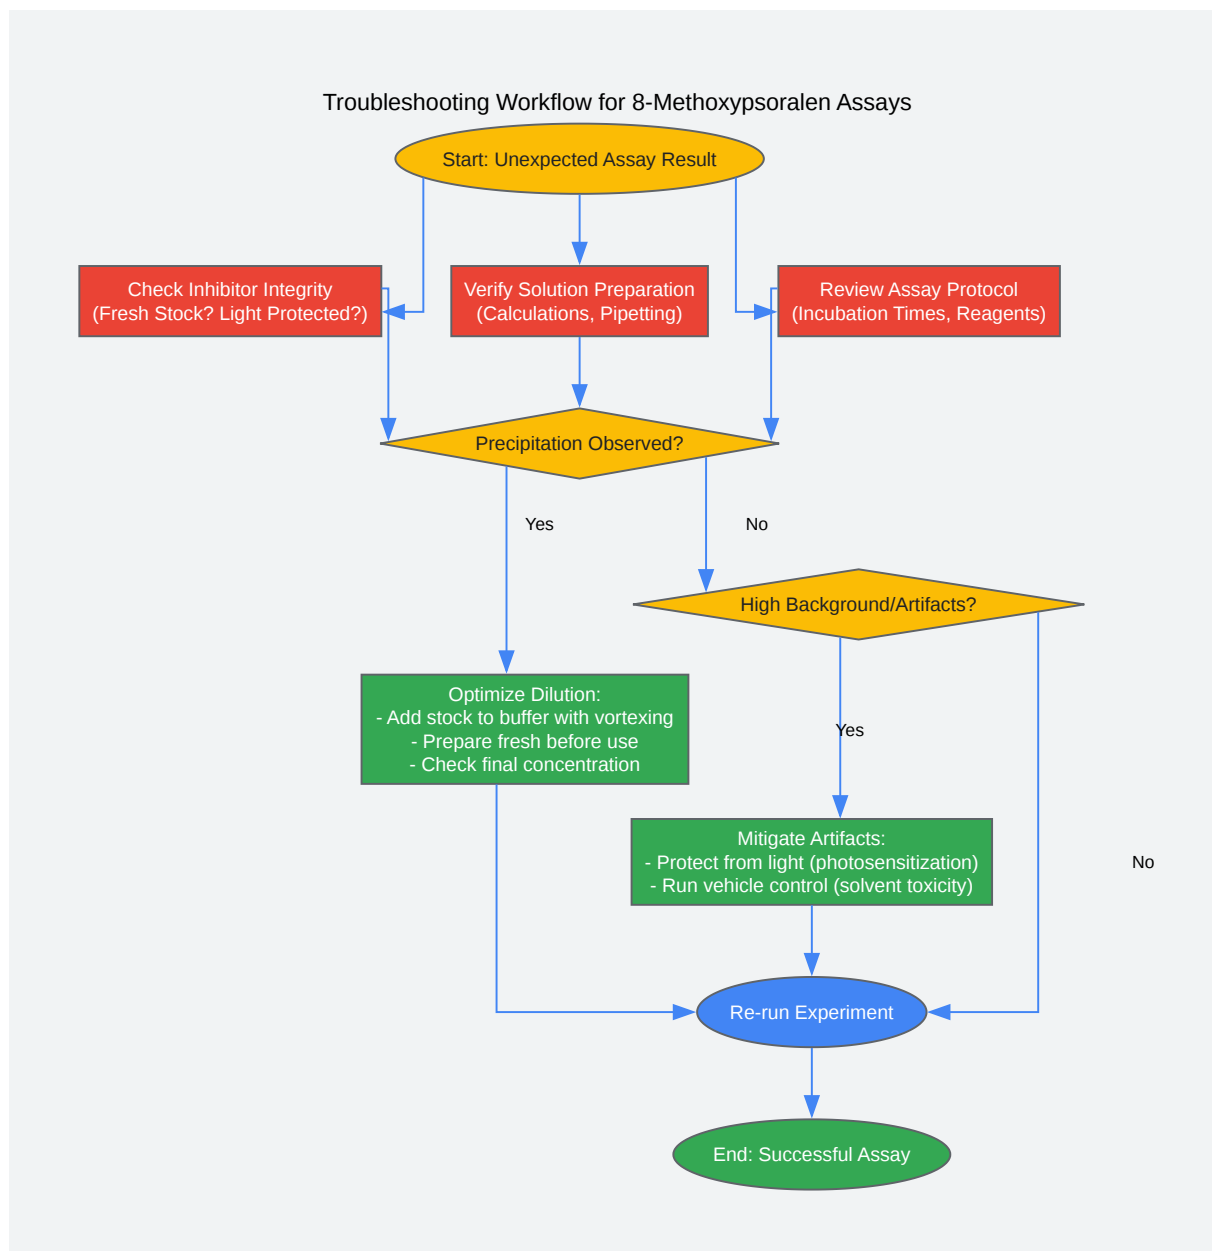 Troubleshooting Workflow for 8-Methoxypsoralen Assays
Start: Unexpected Assay Result
Check Inhibitor Integrity
(Fresh Stock? Light Protected?)
Verify Solution Preparation
(Calculations, Pipetting)
Review Assay Protocol
(Incubation Times, Reagents)
Precipitation Observed?
Yes
No
High Background/Artifacts?
Optimize Dilution:
- Add stock to buffer with vortexing
- Prepare fresh before use
- Check final concentration
Yes
Mitigate Artifacts:
- Protect from light (photosensitization)
- Run vehicle control (solvent toxicity)
No
Re-run Experiment
End: Successful Assay